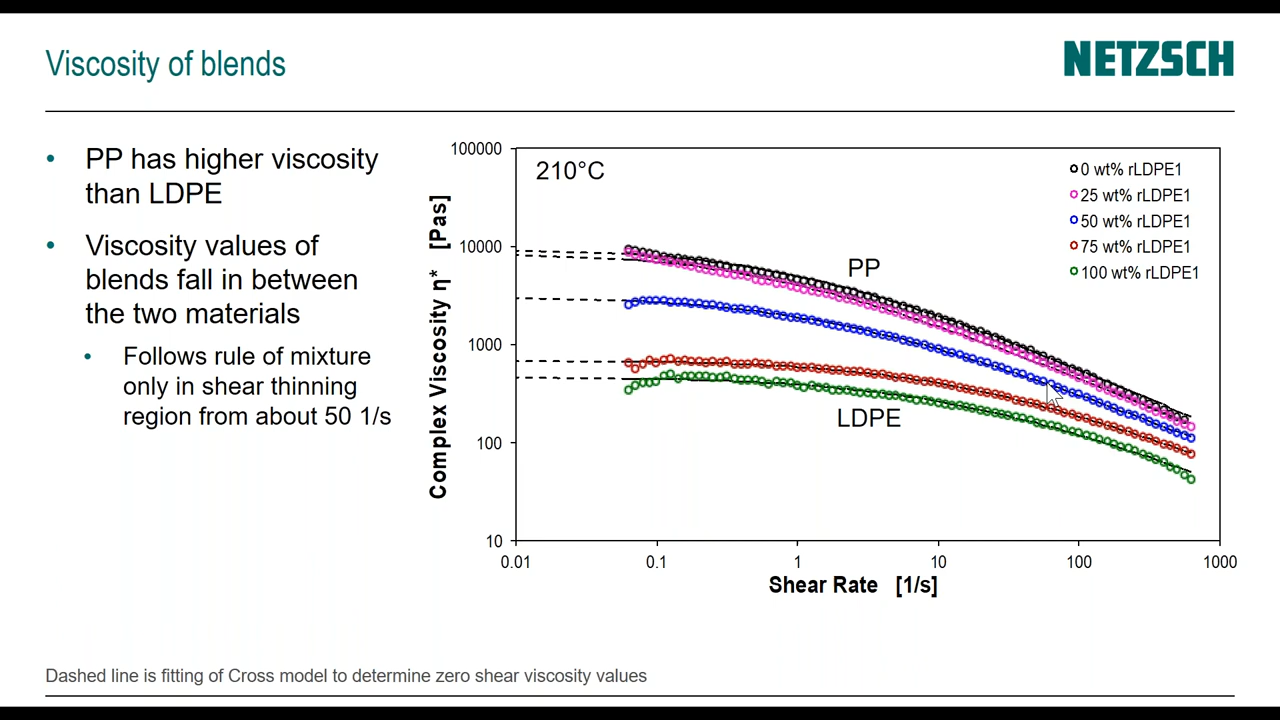 Viscosity of blends
NETZSCH
• PP has higher viscosity
than LDPE
• Viscosity values of
blends fall in between
the two materials
• Follows rule of mixture
only in shear thinning
region from about 50 1/s
210°C
0 wt% rLDPE1
25 wt% rLDPE1
50 wt% rLDPE1
75 wt% rLDPE1
100 wt% rLDPE1
PP
LDPE
Complex Viscosity η* [Pas]
100000
10000
1000
100
10
0.01 0.1 1 10 100 1000
Shear Rate [1/s]
Dashed line is fitting of Cross model to determine zero shear viscosity values